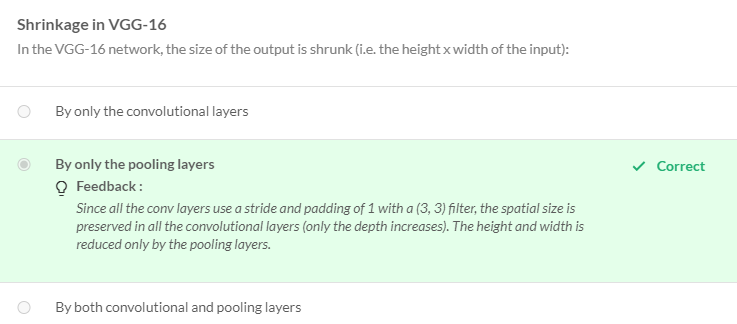 Shrinkage in VGG-16
In the VGG-16 network, the size of the output is shrunk (i.e. the height x width of the input):
By only the convolutional layers
By only the pooling layers
Correct
Feedback :
Since all the conv layers use a stride and padding of 1 with a (3, 3) filter, the spatial size is
preserved in all the convolutional layers (only the depth increases). The height and width is
reduced only by the pooling layers.
By both convolutional and pooling layers